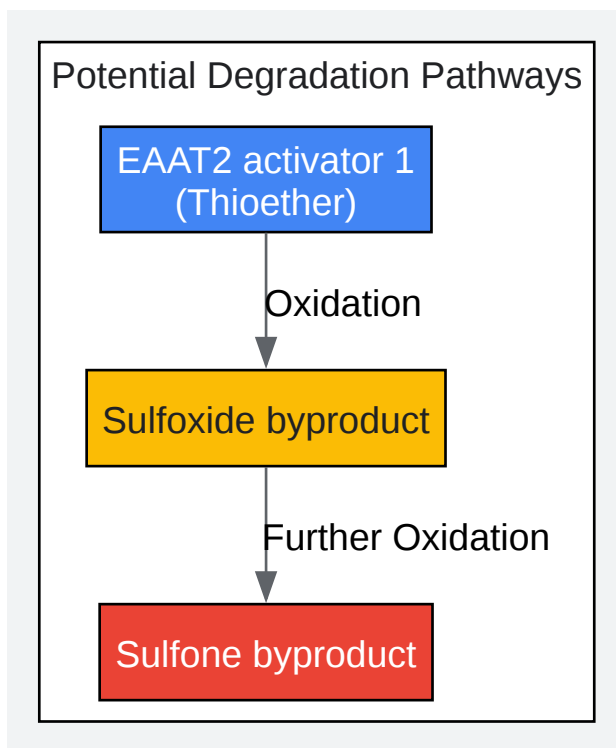 Potential Degradation Pathways
EAAT2 activator 1
(Thioether)
Oxidation
Sulfoxide byproduct
Further Oxidation
Sulfone byproduct